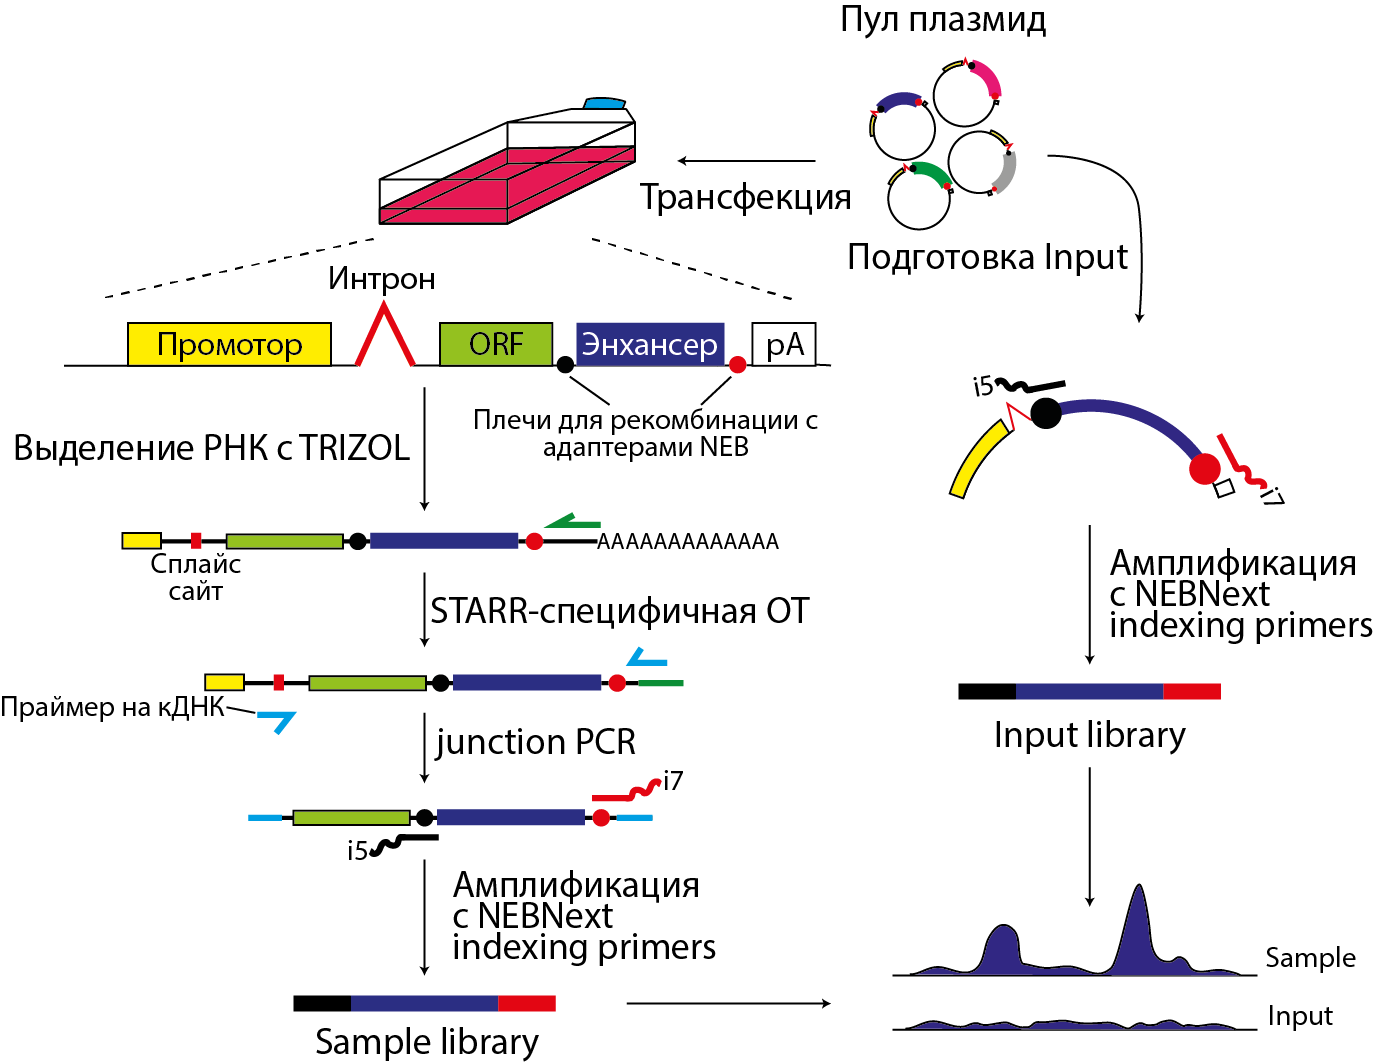 Пул плазмид
Трансфекция
Подготовка Input
Интрон
Промотор
ORF
Энхансер
pA
Плечи для рекомбинации с
адаптерами NEB
Выделение РНК с TRIZOL
AAAAAAAAAAAAA
Сплайс
сайт
STARR-специфичная ОТ
Праймер на кДНК
junction PCR
i7
i5
Амплификация
с NEBNext
indexing primers
Sample library
i5
i7
Амплификация
с NEBNext
indexing primers
Input library
Sample
Input